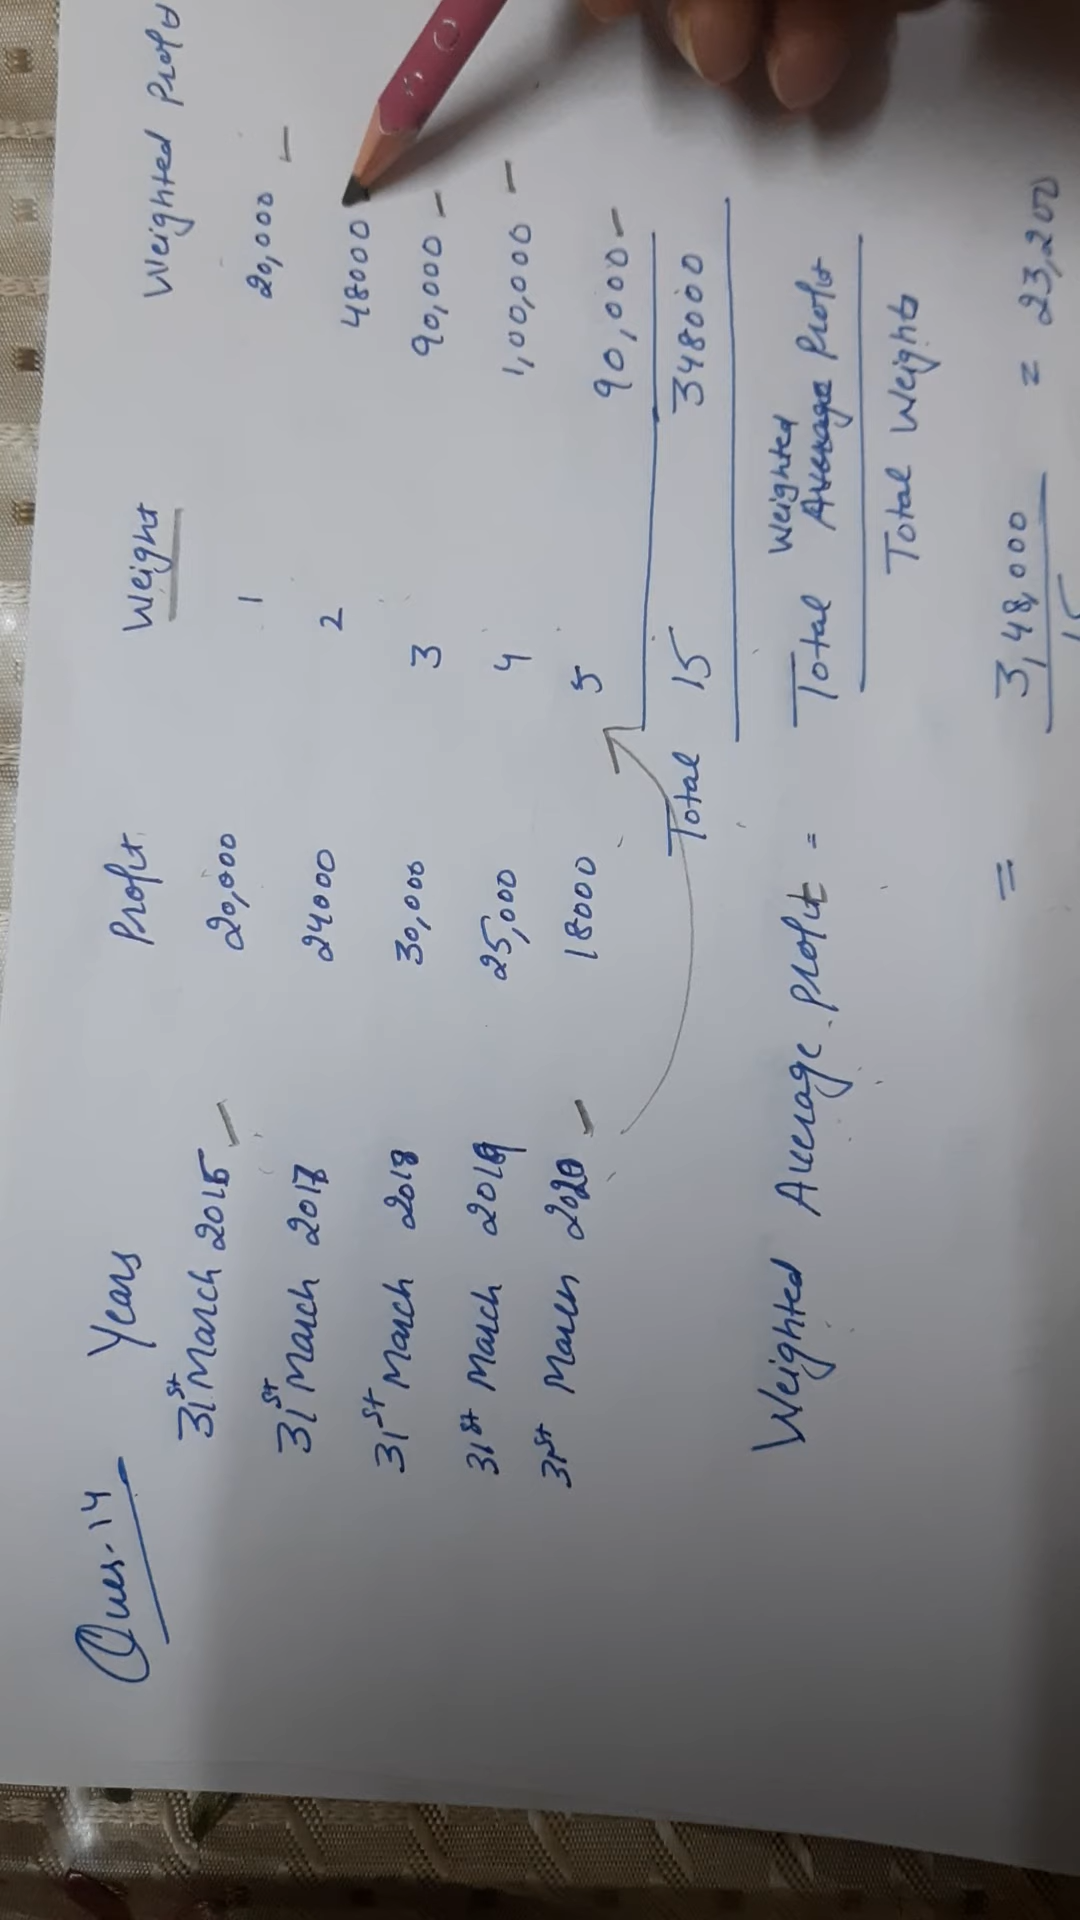 Ques-14 Years Profit Weight Weighted Profit
31st March 2015 20,000 1 20,000
31st March 2017 24000 2 48000
31st March 2018 30,000 3 90,000
31st March 2019 25,000 4 1,00,000
31st March 2020 18000 5 90,000
Total 15 348000
Weighted Average Profit = Total Weighted Profit
Total Weight
= 3,48,000 = 23,200
15